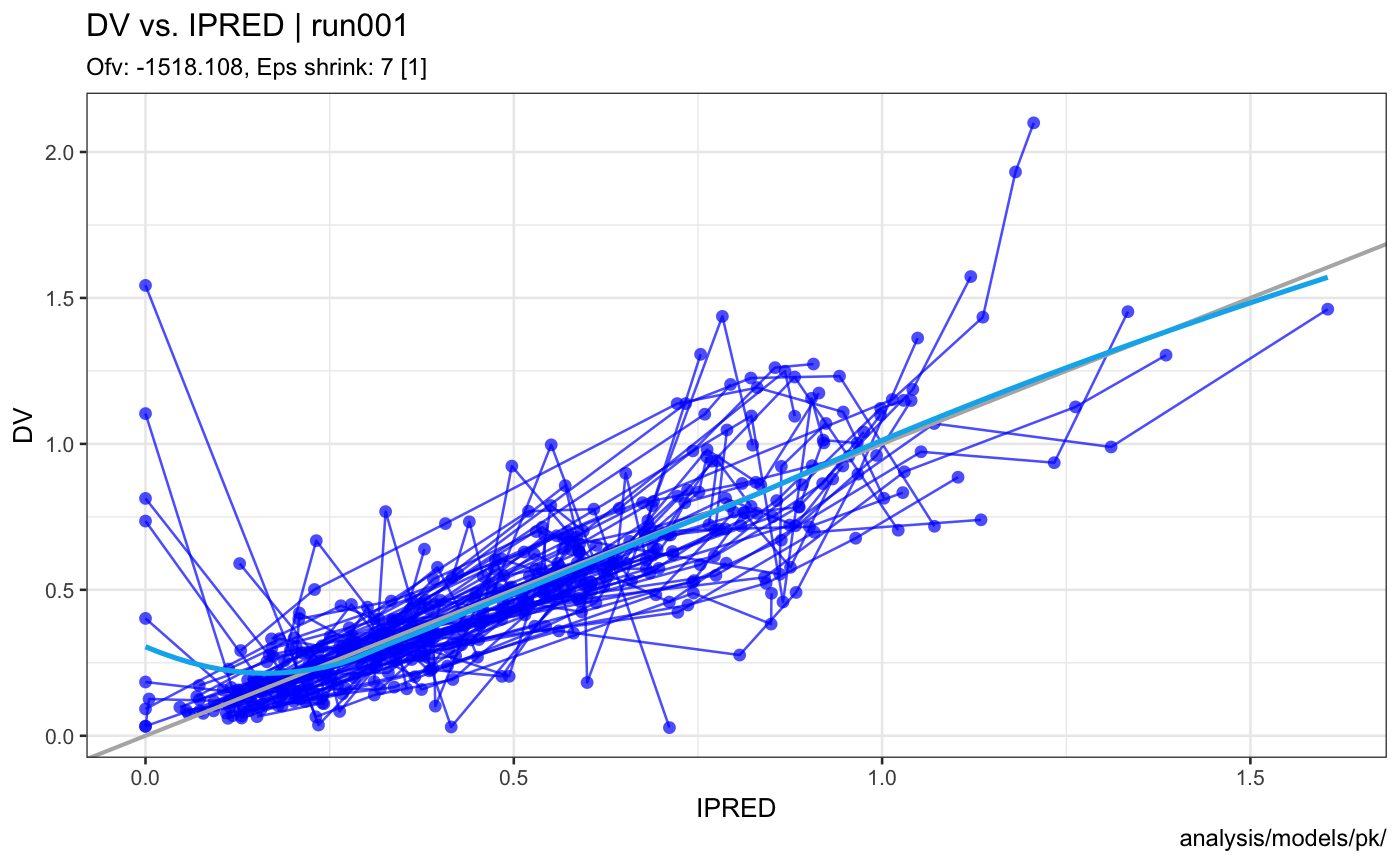 DV vs. IPRED | run001
Ofv: -1518.108, Eps shrink: 7 [1]
2.0
1.5
1.0
0.5
0.0
DV
0.0 0.5 1.0 1.5
IPRED
analysis/models/pk/